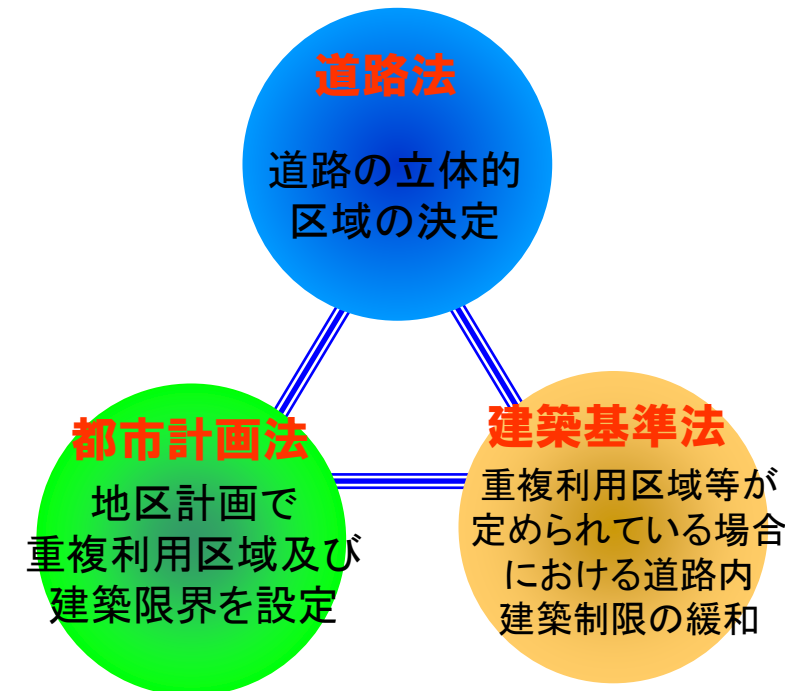 道路法
道路の立体的
区域の決定
都市計画法
地区計画で
重複利用区域及び
建築限界を設定
建築基準法
重複利用区域等が
定められている場合
における道路内
建築制限の緩和